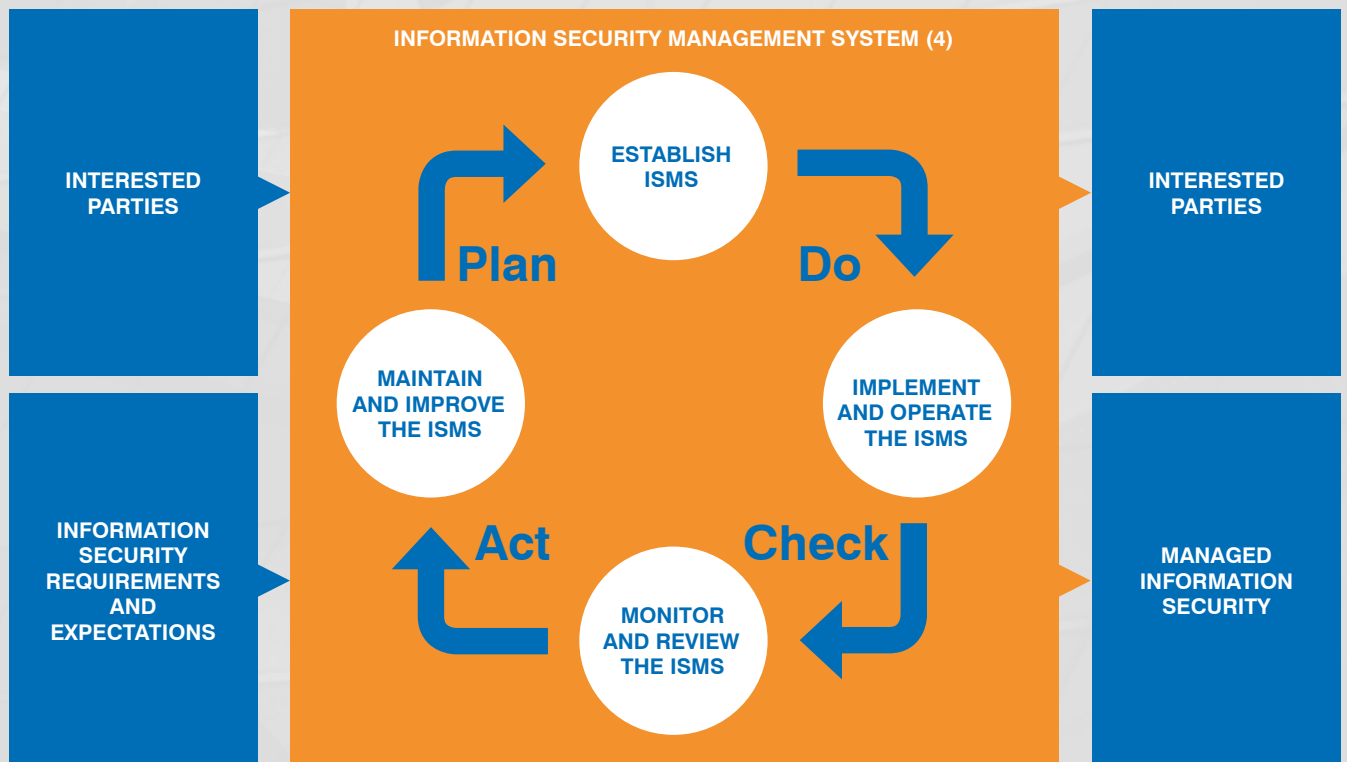 INFORMATION SECURITY MANAGEMENT SYSTEM (4)
INTERESTED
PARTIES
INFORMATION
SECURITY
REQUIREMENTS
AND
EXPECTATIONS
ESTABLISH
ISMS
Plan
Do
MAINTAIN
AND IMPROVE
THE ISMS
IMPLEMENT
AND OPERATE
THE ISMS
Act
Check
MONITOR
AND REVIEW
THE ISMS
INTERESTED
PARTIES
MANAGED
INFORMATION
SECURITY